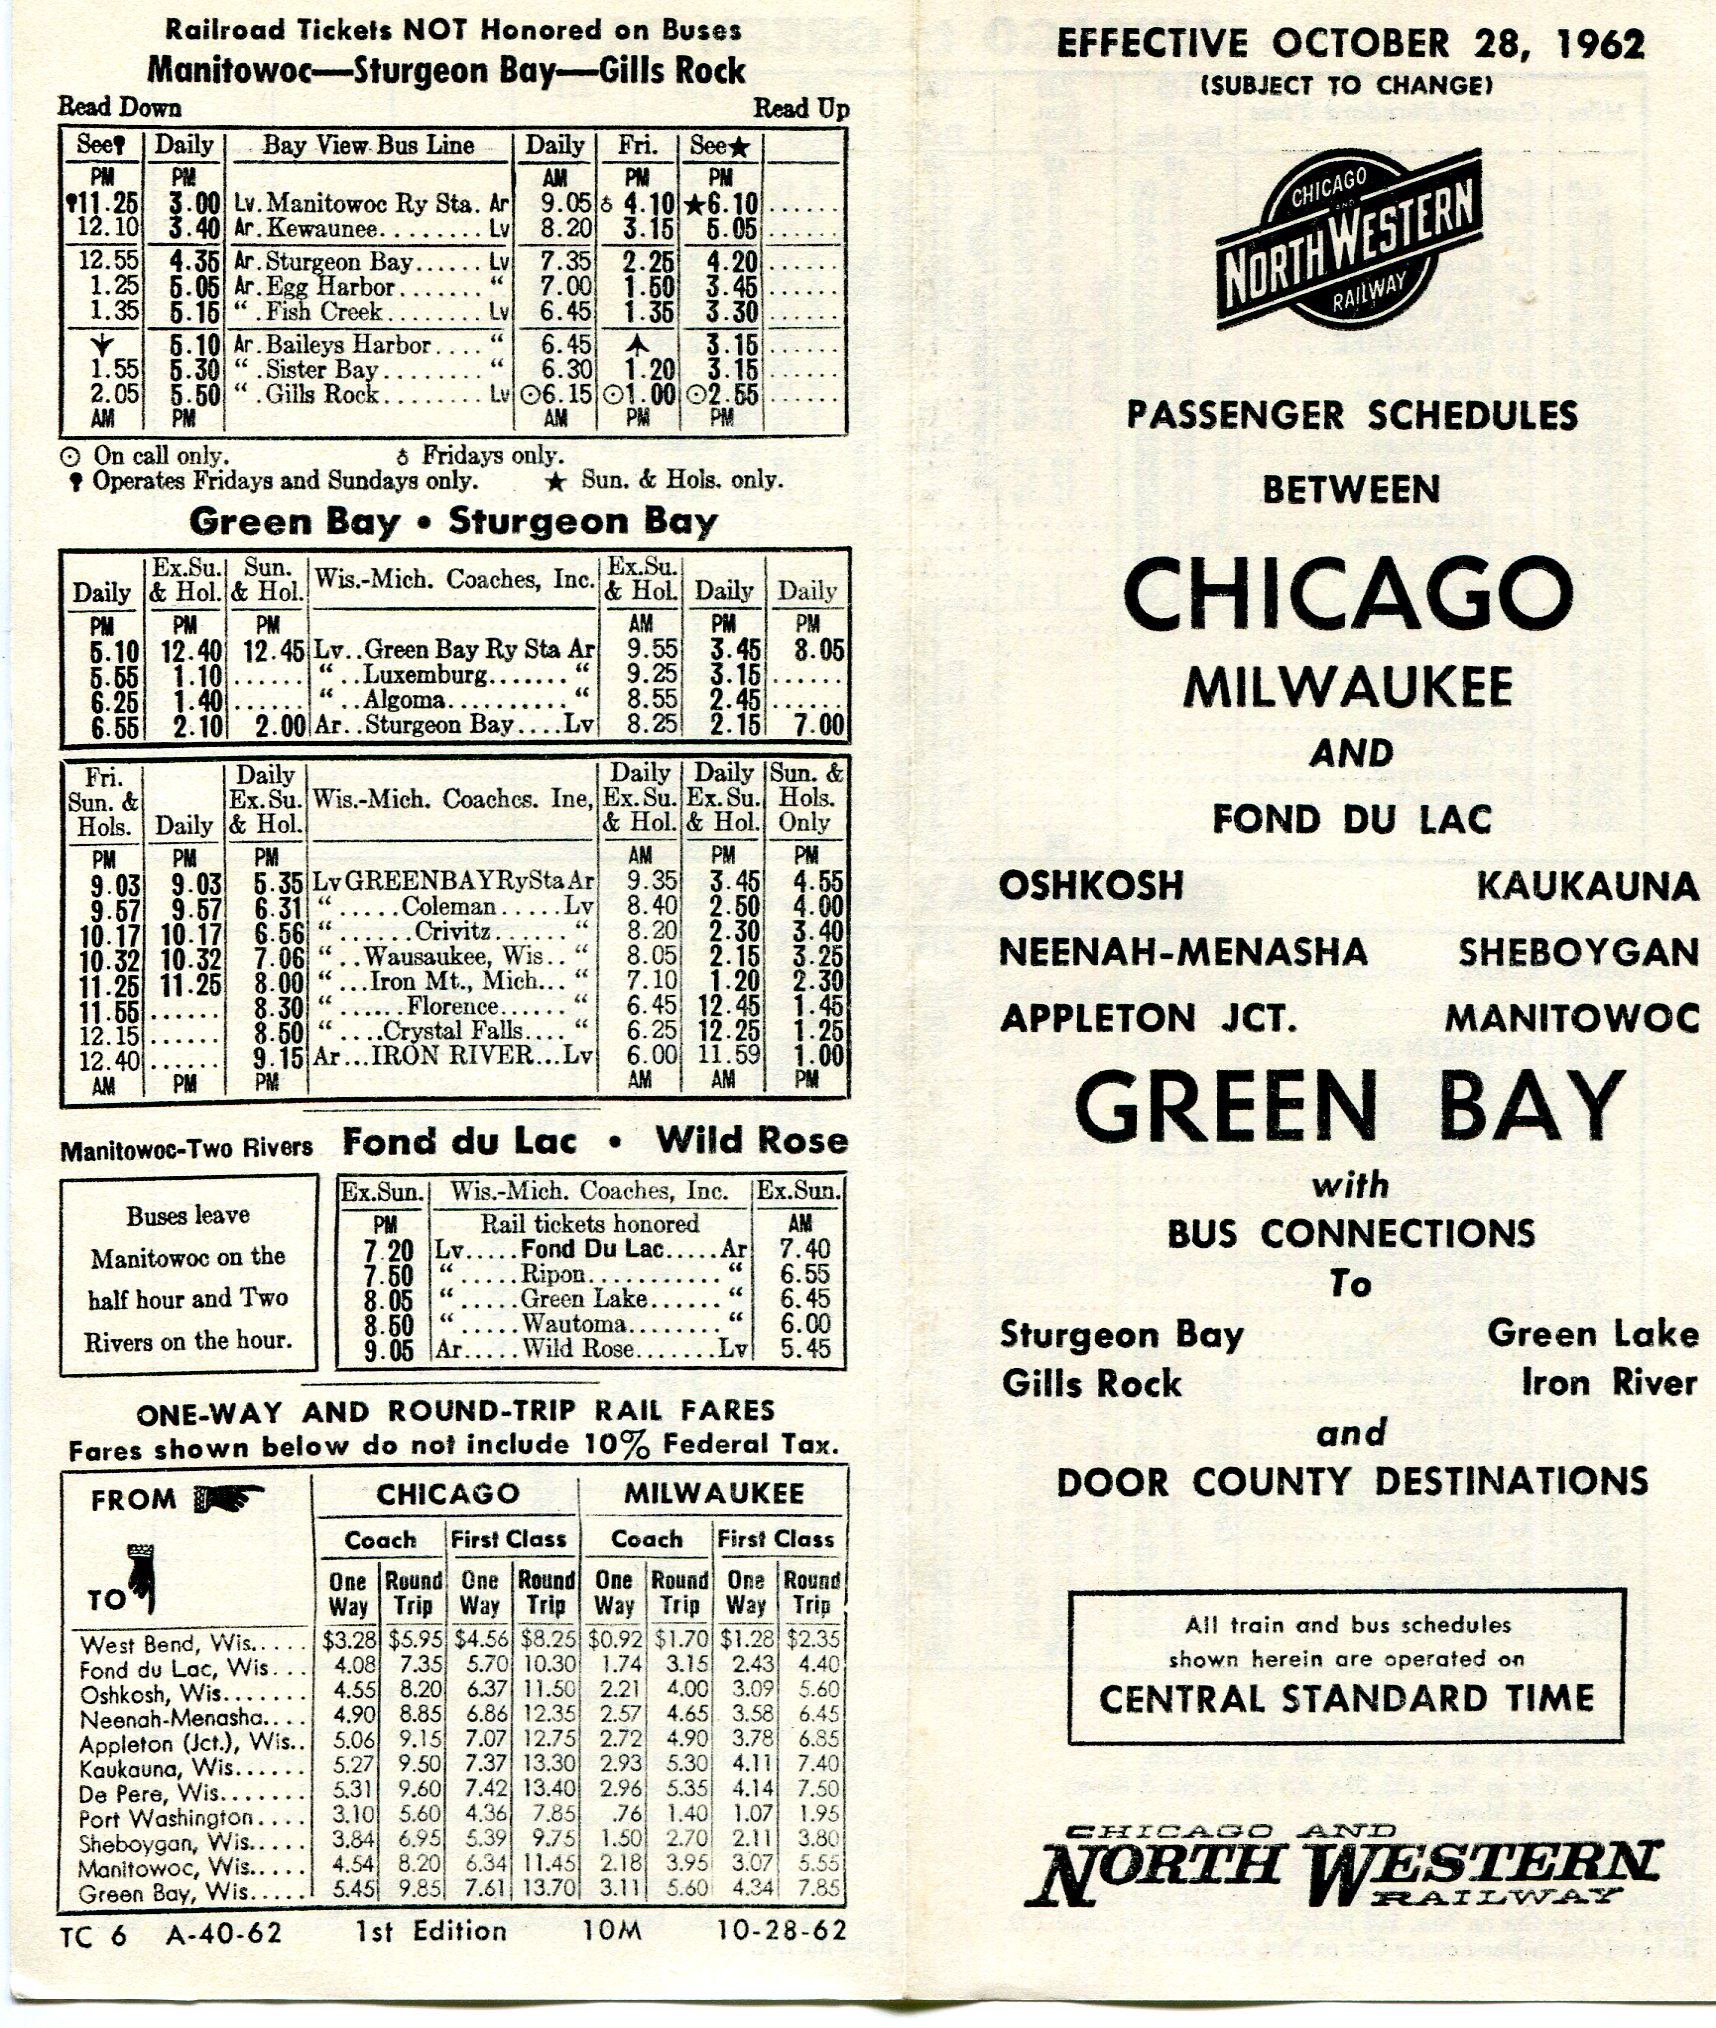 Railroad Tickets NOT Honored on Buses
Manitowoc—Sturgeon Bay—Gills Rock
Read Down Read Up
See Daily Bay View Bus Line Daily Fri. See★
PM PM AM PM PM
11.25 3.00 Lv. Manitowoc Ry Sta. Ar 9.05 ♁ 4.10 ★6.10 ......
12.10 3.40 Ar. Kewaunee........ Lv 8.20 3.15 5.05 ......
12.55 4.35 Ar. Sturgeon Bay...... Lv 7.35 2.25 4.20 ......
1.25 5.05 Ar. Egg Harbor....... “ 7.00 1.50 3.45 ......
1.35 5.15 “ . Fish Creek........ Lv 6.45 1.35 3.30 ......
5.10 Ar. Baileys Harbor.... “ 6.45 3.15 ......
1.55 5.30 “ . Sister Bay........ “ 6.30 1.20 3.15 ......
2.05 5.50 “ . Gills Rock........ Lv ⊙6.15 ⊙1.00 ⊙2.55 ......
AM PM AM PM PM
⊙ On call only. ♁ Fridays only.
Operates Fridays and Sundays only. ★ Sun. & Hols. only.
Green Bay • Sturgeon Bay
Ex.Su. Sun. Wis.-Mich. Coaches, Inc. Ex.Su.
Daily & Hol. & Hol. & Hol. Daily Daily
PM PM PM AM PM PM
5.10 12.40 12.45 Lv..Green Bay Ry Sta Ar 9.55 3.45 8.05
5.55 1.10 ...... “ ..Luxemburg....... “ 9.25 3.15 ......
6.25 1.40 ...... “ ..Algoma.......... “ 8.55 2.45 ......
6.55 2.10 2.00 Ar..Sturgeon Bay....Lv 8.25 2.15 7.00
Fri. Daily Daily Daily Sun. &
Sun. & Ex. Su. Wis.-Mich. Coaches. Inc, Ex. Su. Ex. Su. Hols.
Hols. Daily & Hol. & Hol. & Hol. Only
PM PM PM AM PM PM
9.03 9.03 5.35 Lv GREENBAYRyStaAr 9.35 3.45 4.55
9.57 9.57 6.31 “ .....Coleman.....Lv 8.40 2.50 4.00
10.17 10.17 6.56 “ .......Crivitz....... “ 8.20 2.30 3.40
10.32 10.32 7.06 “ ..Wausaukee, Wis.. “ 8.05 2.15 3.25
11.25 11.25 8.00 “ ...Iron Mt., Mich... “ 7.10 1.20 2.30
11.55 ...... 8.30 “ ......Florence...... “ 6.45 12.45 1.45
12.15 ...... 8.50 “ ....Crystal Falls.... “ 6.25 12.25 1.25
12.40 ...... 9.15 Ar...IRON RIVER...Lv 6.00 11.59 1.00
AM PM PM AM AM PM
Manitowoc-Two Rivers
Buses leave
Manitowoc on the
half hour and Two
Rivers on the hour.
Fond du Lac • Wild Rose
Ex.Sun. Wis.-Mich. Coaches, Inc. Ex.Sun.
PM Rail tickets honored AM
7.20 Lv.....Fond Du Lac.....Ar 7.40
7.50 “ .....Ripon........... “ 6.55
8.05 “ .....Green Lake...... “ 6.45
8.50 “ .....Wautoma........ “ 6.00
9.05 Ar.....Wild Rose.......Lv 5.45
ONE-WAY AND ROUND-TRIP RAIL FARES
Fares shown below do not include 10% Federal Tax.
FROM CHICAGO MILWAUKEE
Coach First Class Coach First Class
TO One Way Round Trip One Way Round Trip One Way Round Trip One Way Round Trip
West Bend, Wis..... $3.28 $5.95 $4.56 $8.25 $0.92 $1.70 $1.28 $2.35
Fond du Lac, Wis... 4.08 7.35 5.70 10.30 1.74 3.15 2.43 4.40
Oshkosh, Wis....... 4.55 8.20 6.37 11.50 2.21 4.00 3.09 5.60
Neenah-Menasha.... 4.90 8.85 6.86 12.35 2.57 4.65 3.58 6.45
Appleton (Jct.), Wis.. 5.06 9.15 7.07 12.75 2.72 4.90 3.78 6.85
Kaukauna, Wis...... 5.27 9.50 7.37 13.30 2.93 5.30 4.11 7.40
De Pere, Wis....... 5.31 9.60 7.42 13.40 2.96 5.35 4.14 7.50
Port Washington.... 3.10 5.60 4.36 7.85 .76 1.40 1.07 1.95
Sheboygan, Wis..... 3.84 6.95 5.39 9.75 1.50 2.70 2.11 3.80
Manitowoc, Wis..... 4.54 8.20 6.34 11.45 2.18 3.95 3.07 5.55
Green Bay, Wis..... 5.45 9.85 7.61 13.70 3.11 5.60 4.34 7.85
TC 6 A-40-62 1st Edition 10M 10-28-62
EFFECTIVE OCTOBER 28, 1962
(SUBJECT TO CHANGE)
CHICAGO
AND
NORTH WESTERN
RAILWAY
PASSENGER SCHEDULES
BETWEEN
CHICAGO
MILWAUKEE
AND
FOND DU LAC
OSHKOSH KAUKAUNA
NEENAH-MENASHA SHEBOYGAN
APPLETON JCT. MANITOWOC
GREEN BAY
with
BUS CONNECTIONS
To
Sturgeon Bay Green Lake
Gills Rock Iron River
and
DOOR COUNTY DESTINATIONS
All train and bus schedules
shown herein are operated on
CENTRAL STANDARD TIME
CHICAGO AND
NORTH WESTERN
RAILWAY